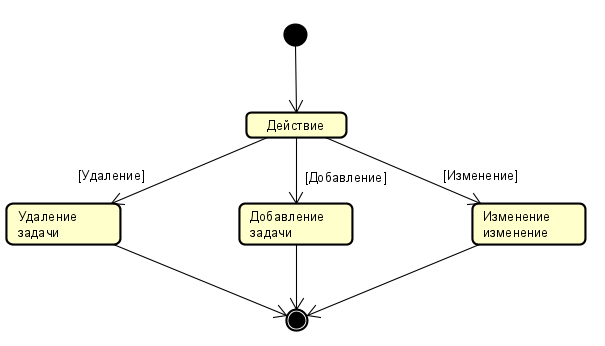 Действие
[Удаление]
[Добавление]
[Изменение]
Удаление
задачи
Добавление
задачи
Изменение
изменение